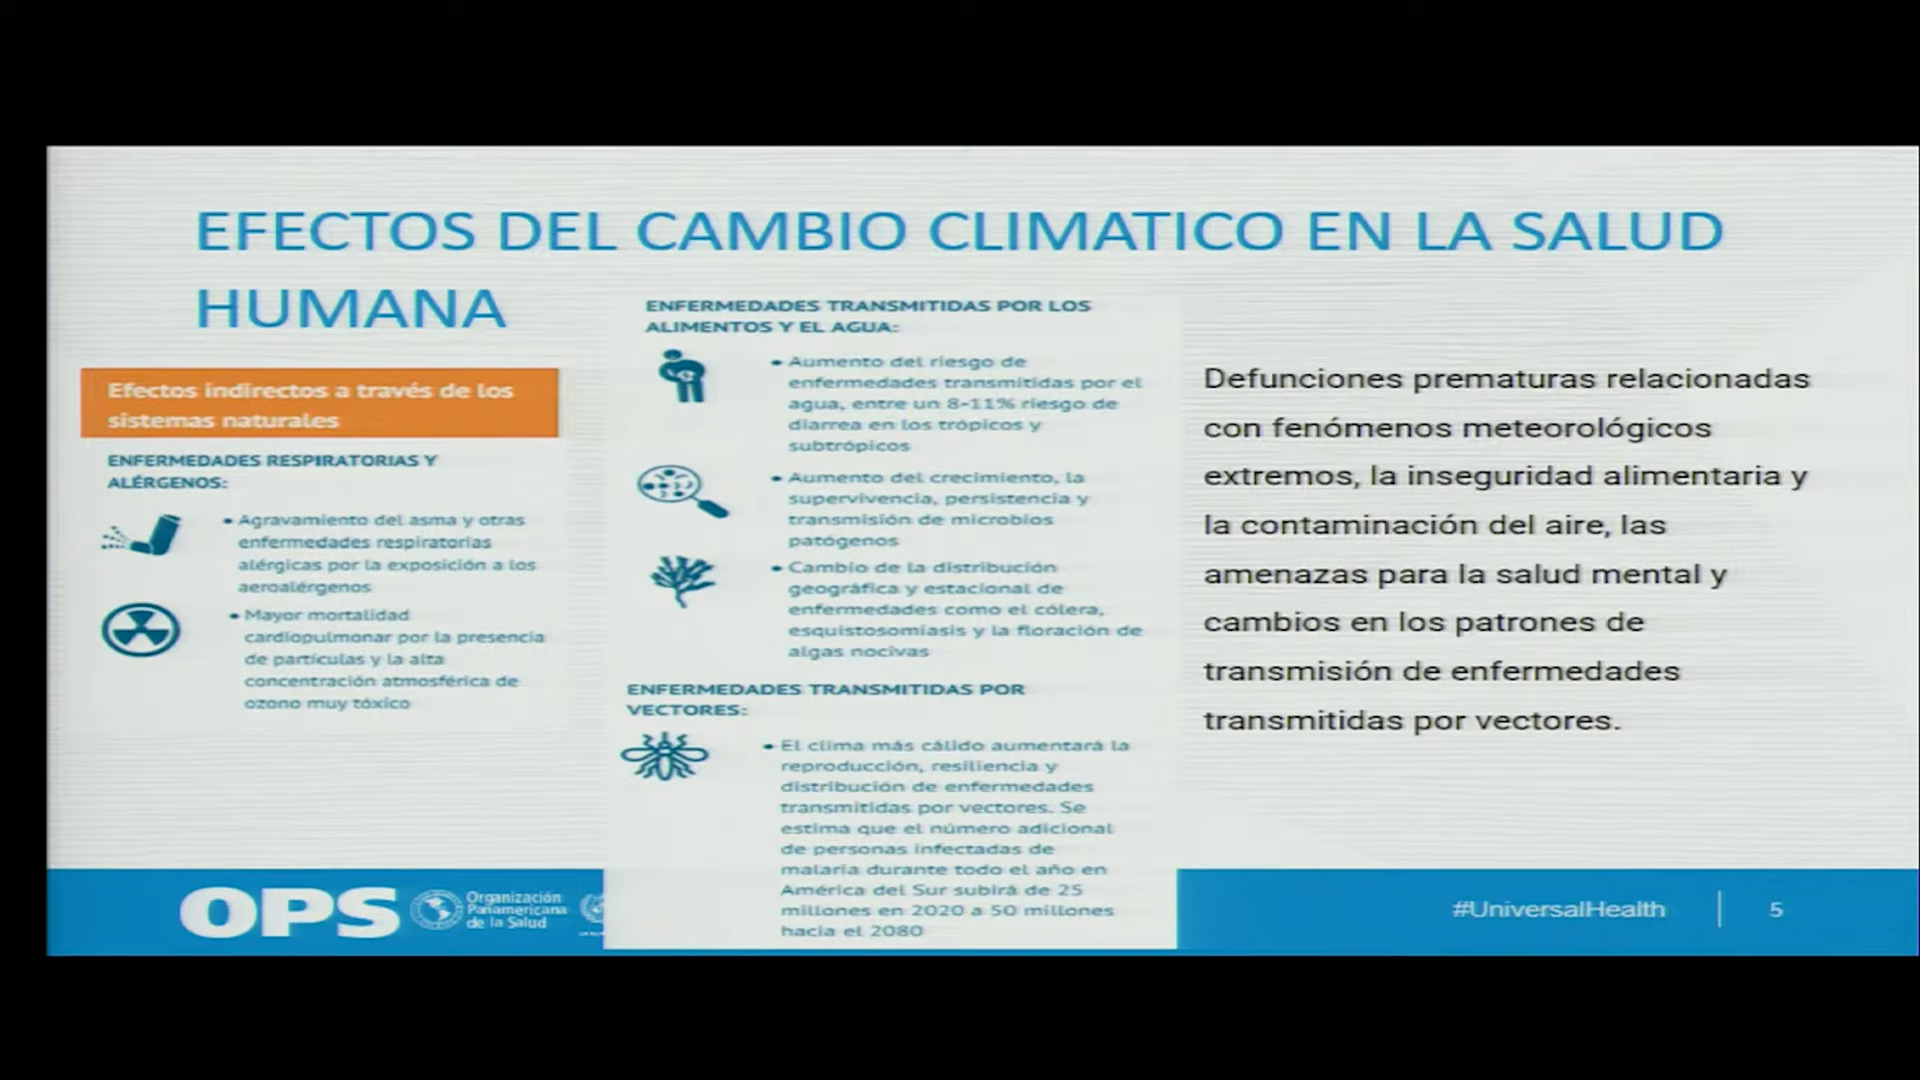 EFECTOS DEL CAMBIO CLIMATICO EN LA SALUD
HUMANA
Efectos indirectos a través de los
sistemas naturales
ENFERMEDADES RESPIRATORIAS Y
ALÉRGENOS:
• Agravamiento del asma y otras
enfermedades respiratorias
alérgicas por la exposición a los
aeroalérgenos
• Mayor mortalidad
cardiopulmonar por la presencia
de partículas y la alta
concentración atmosférica de
ozono muy tóxico
ENFERMEDADES TRANSMITIDAS POR LOS
ALIMENTOS Y EL AGUA:
• Aumento del riesgo de
enfermedades transmitidas por el
agua, entre un 8-11% riesgo de
diarrea en los trópicos y
subtrópicos
• Aumento del crecimiento, la
supervivencia, persistencia y
transmisión de microbios
patógenos
• Cambio de la distribución
geográfica y estacional de
enfermedades como el cólera,
esquistosomiasis y la floración de
algas nocivas
ENFERMEDADES TRANSMITIDAS POR
VECTORES:
• El clima más cálido aumentará la
reproducción, resiliencia y
distribución de enfermedades
transmitidas por vectores. Se
estima que el número adicional
de personas infectadas de
malaria durante todo el año en
América del Sur subirá de 25
millones en 2020 a 50 millones
hacia el 2080
Defunciones prematuras relacionadas
con fenómenos meteorológicos
extremos, la inseguridad alimentaria y
la contaminación del aire, las
amenazas para la salud mental y
cambios en los patrones de
transmisión de enfermedades
transmitidas por vectores.
OPS
Organización
Panamericana
de la Salud
#UniversalHealth
5